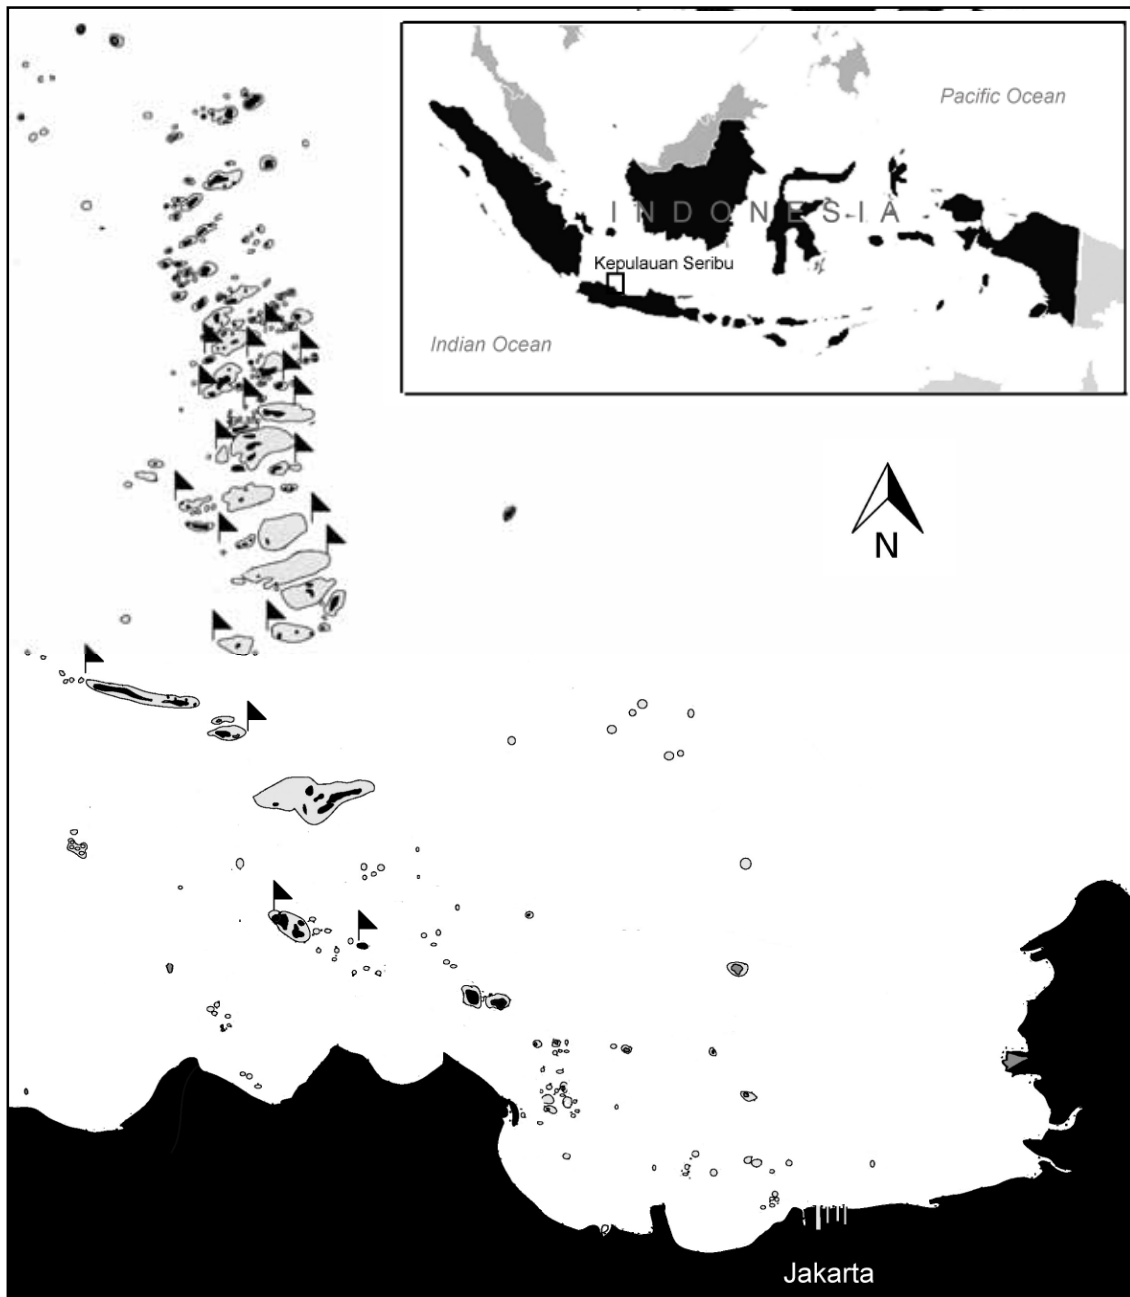 Pacific Ocean
INDONESIA
Kepulauan Seribu
Indian Ocean
N
Jakarta